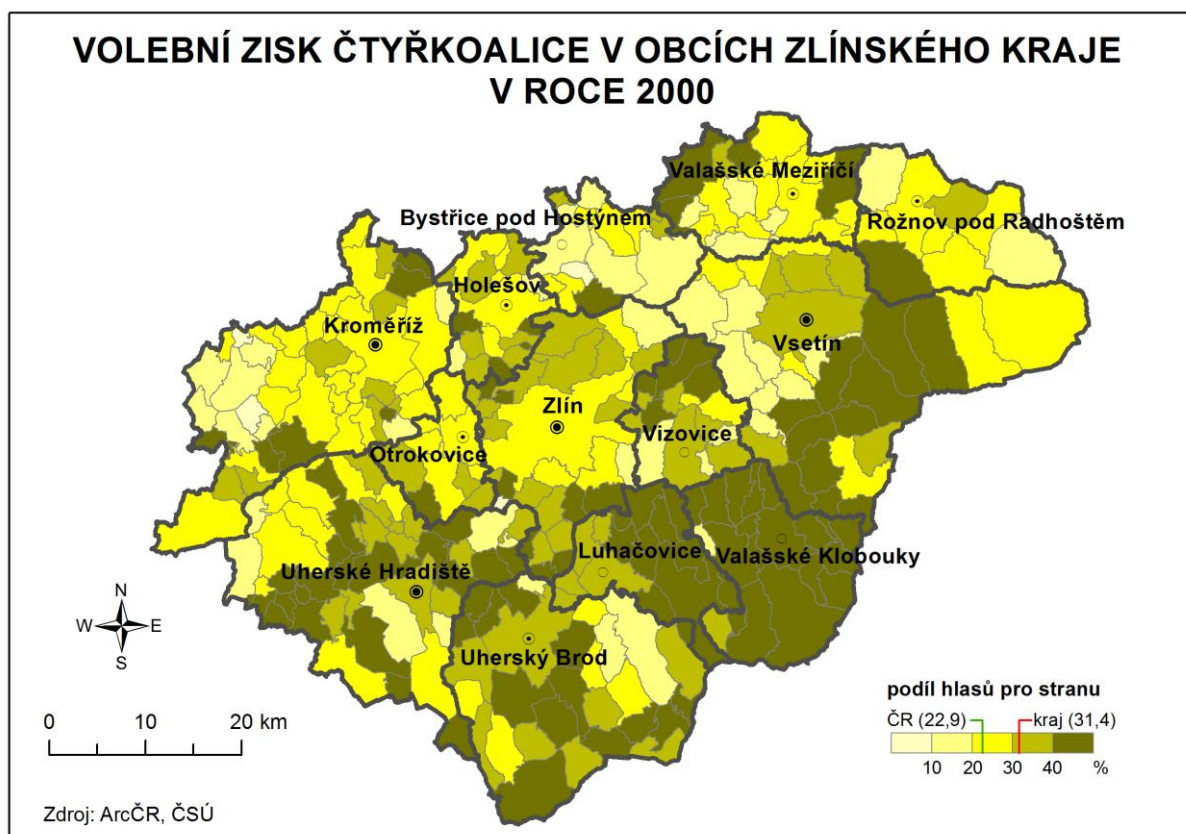 VOLEBNÍ ZISK ČTYŘKOALICE V OBCÍCH ZLÍNSKÉHO KRAJE
V ROCE 2000
Valašské Meziříčí
Bystřice pod Hostýnem
Rožnov pod Radhoštěm
Holešov
Kroměříž
Vsetín
Zlín
Vizovice
Otrokovice
Luhačovice
Valašské Klobouky
Uherské Hradiště
N
W E
S
Uherský Brod
podíl hlasů pro stranu
ČR (22,9) kraj (31,4)
10 20 30 40 %
0 10 20 km
Zdroj: ArcČR, ČSÚ